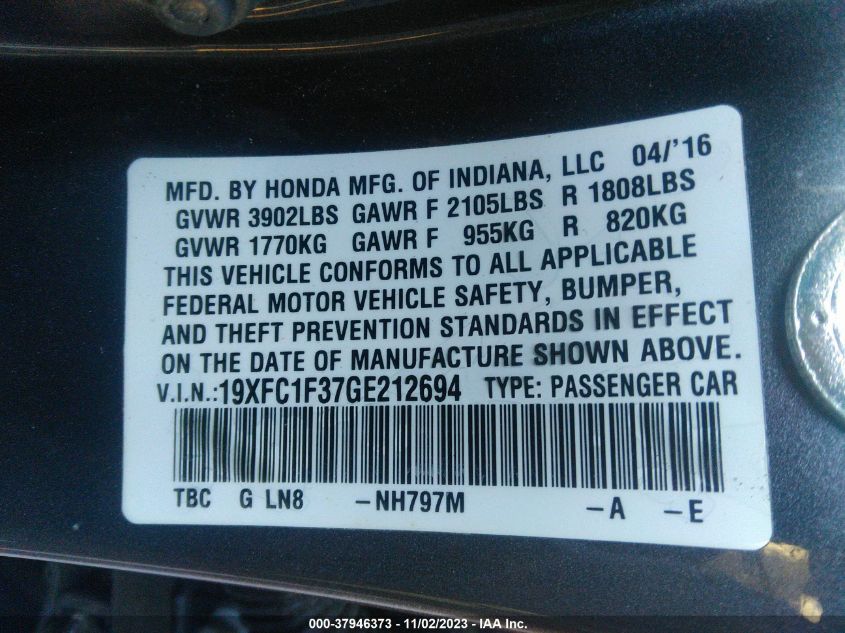 MFD. BY HONDA MFG. OF INDIANA, LLC 04/'16
GVWR 3902LBS GAWR F 2105LBS R 1808LBS
GVWR 1770KG GAWR F 955KG R 820KG
THIS VEHICLE CONFORMS TO ALL APPLICABLE
FEDERAL MOTOR VEHICLE SAFETY, BUMPER,
AND THEFT PREVENTION STANDARDS IN EFFECT
ON THE DATE OF MANUFACTURE SHOWN ABOVE.
V.I.N.:19XFC1F37GE212694 TYPE: PASSENGER CAR
TBC G LN8 -NH797M -A -E
000-37946373 - 11/02/2023 - IAA Inc.